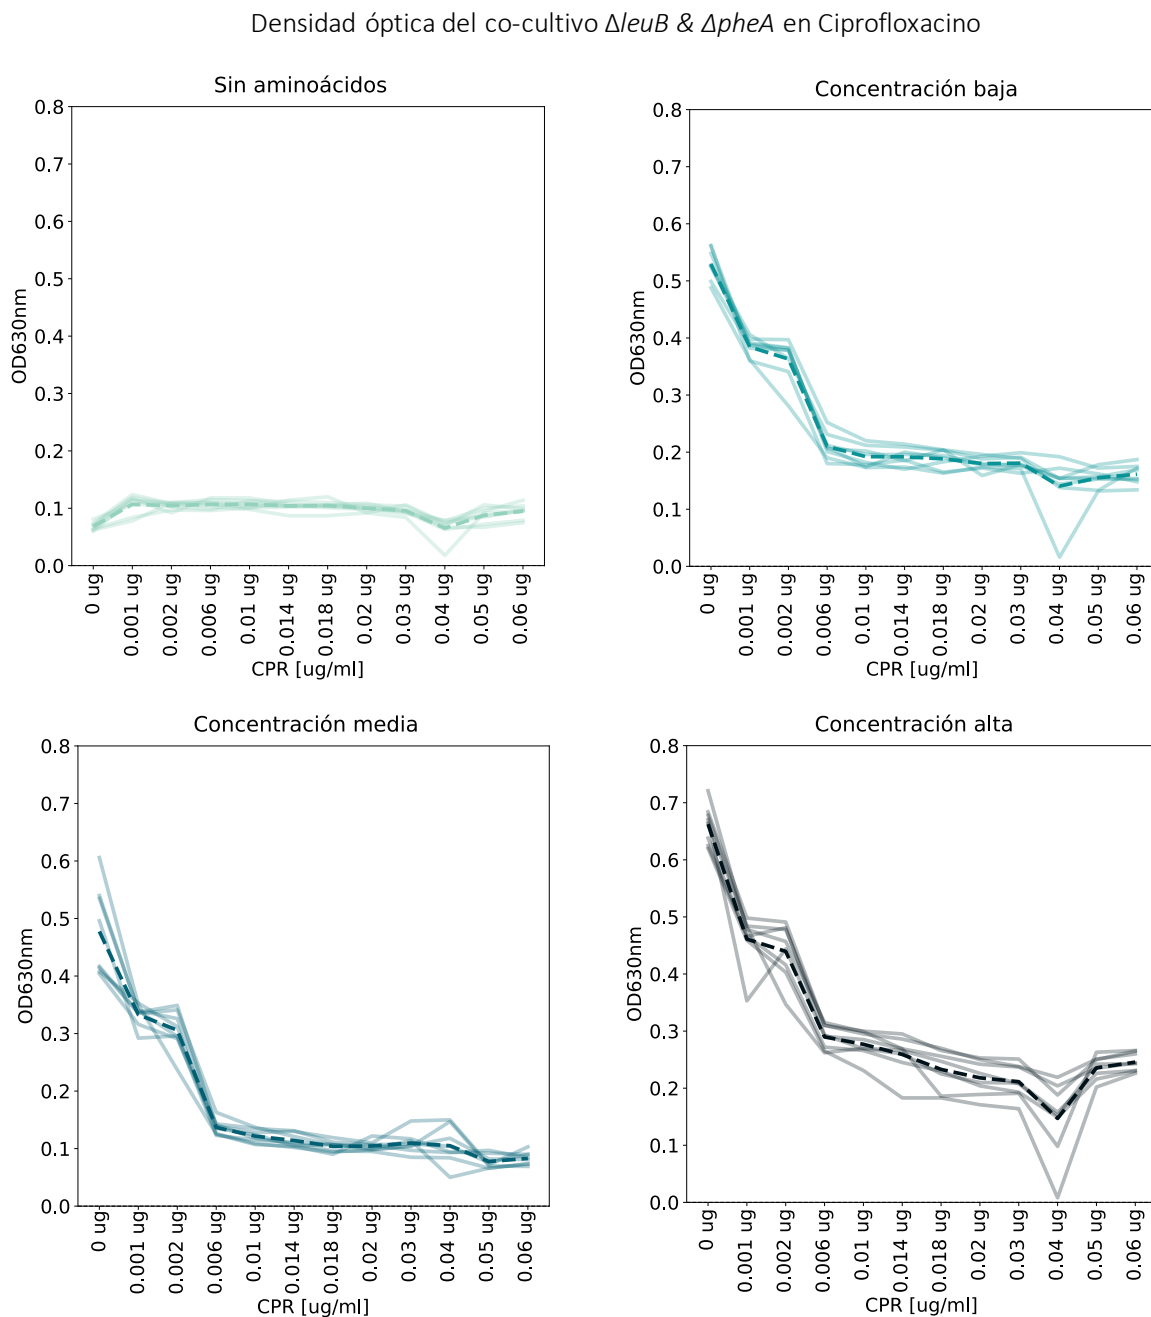 Densidad óptica del co-cultivo ΔleuB & ΔpheA en Ciprofloxacino
Sin aminoácidos
0.8
0.7
0.6
0.5
0.4
0.3
0.2
0.1
0.0
OD630nm
0 ug
0.001 ug
0.002 ug
0.006 ug
0.01 ug
0.014 ug
0.018 ug
0.02 ug
0.03 ug
0.04 ug
0.05 ug
0.06 ug
CPR [ug/ml]
Concentración baja
0.8
0.7
0.6
0.5
0.4
0.3
0.2
0.1
0.0
OD630nm
0 ug
0.001 ug
0.002 ug
0.006 ug
0.01 ug
0.014 ug
0.018 ug
0.02 ug
0.03 ug
0.04 ug
0.05 ug
0.06 ug
CPR [ug/ml]
Concentración media
0.8
0.7
0.6
0.5
0.4
0.3
0.2
0.1
0.0
OD630nm
0 ug
0.001 ug
0.002 ug
0.006 ug
0.01 ug
0.014 ug
0.018 ug
0.02 ug
0.03 ug
0.04 ug
0.05 ug
0.06 ug
CPR [ug/ml]
Concentración alta
0.8
0.7
0.6
0.5
0.4
0.3
0.2
0.1
0.0
OD630nm
0 ug
0.001 ug
0.002 ug
0.006 ug
0.01 ug
0.014 ug
0.018 ug
0.02 ug
0.03 ug
0.04 ug
0.05 ug
0.06 ug
CPR [ug/ml]